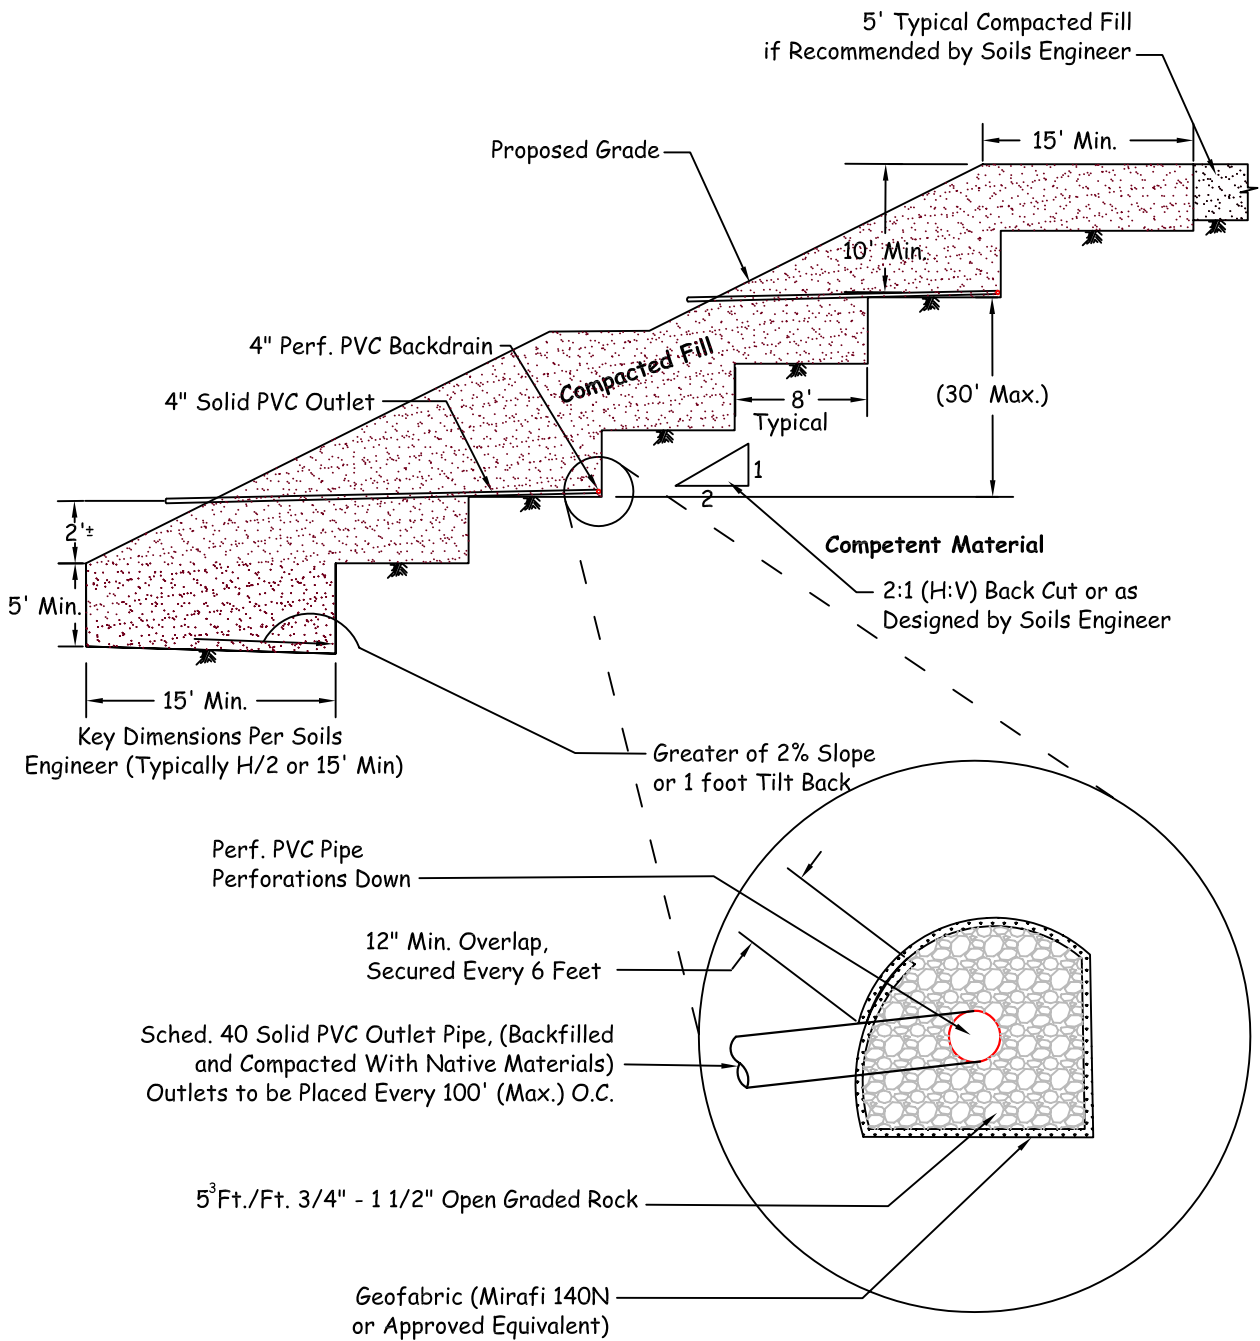 5' Typical Compacted Fill
if Recommended by Soils Engineer
15' Min.
Proposed Grade
10' Min.
4" Perf. PVC Backdrain
Compacted Fill
4" Solid PVC Outlet
8'
Typical
(30' Max.)
1
2
2'±
Competent Material
5' Min.
2:1 (H:V) Back Cut or as
Designed by Soils Engineer
15' Min.
Key Dimensions Per Soils
Engineer (Typically H/2 or 15' Min)
Greater of 2% Slope
or 1 foot Tilt Back
Perf. PVC Pipe
Perforations Down
12" Min. Overlap,
Secured Every 6 Feet
Sched. 40 Solid PVC Outlet Pipe, (Backfilled
and Compacted With Native Materials)
Outlets to be Placed Every 100' (Max.) O.C.
5³Ft./Ft. 3/4" - 1 1/2" Open Graded Rock
Geofabric (Mirafi 140N
or Approved Equivalent)